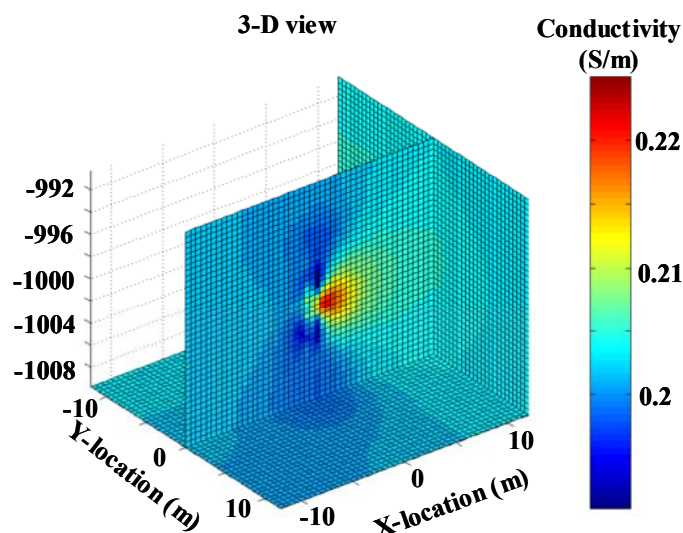 3-D view
Conductivity
(S/m)
0.22
0.21
0.2
-992
-996
-1000
-1004
-1008
-10
0
10
Y-location (m)
-10
0
10
X-location (m)